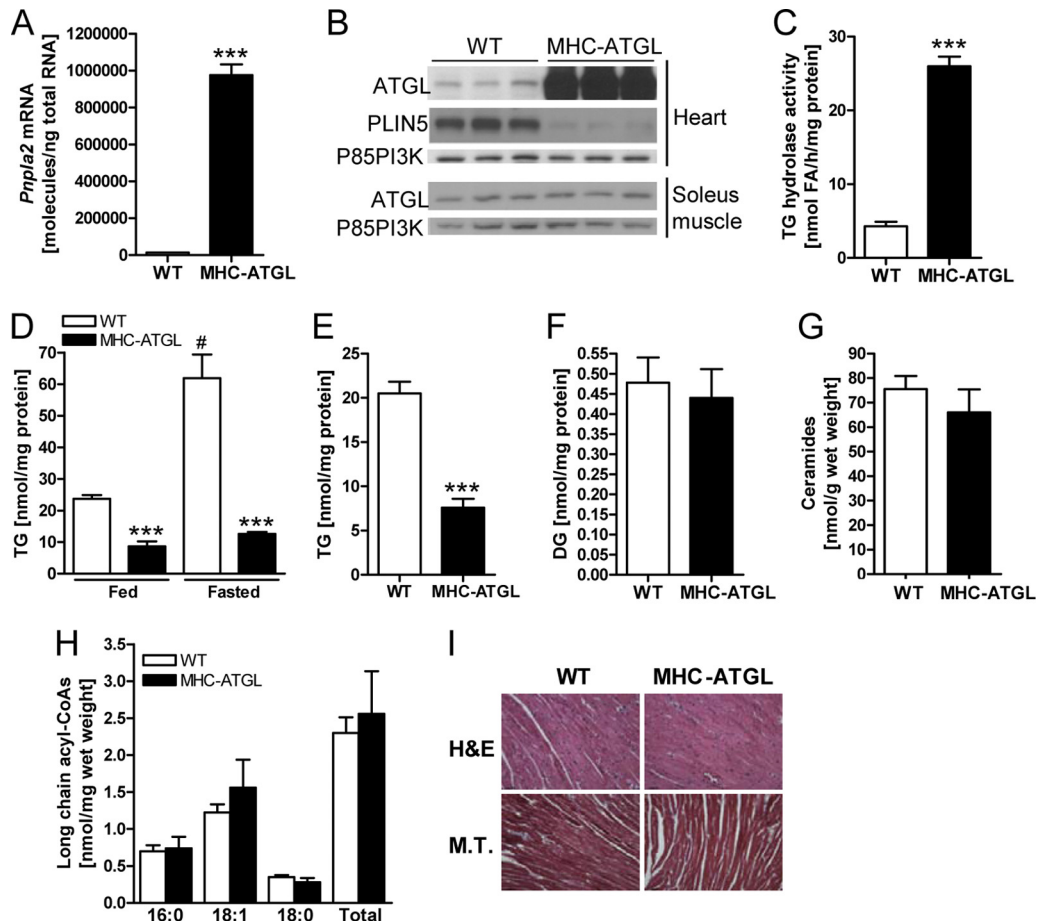 A
Pnpla2 mRNA
[molecules/ng total RNA]
1000000
800000
600000
400000
200000
0
***
WT MHC-ATGL
B
WT MHC-ATGL
ATGL
PLIN5
P85PI3K
Heart
ATGL
P85PI3K
Soleus
muscle
C
TG hydrolase activity
[nmol FA/h/mg protein]
30
20
10
0
***
WT MHC-ATGL
D
WT
MHC-ATGL
TG [nmol/mg protein]
70
60
50
40
30
20
10
0
#
*** ***
Fed Fasted
E
TG [nmol/mg protein]
25
20
15
10
5
0
***
WT MHC-ATGL
F
DG [nmol/mg protein]
0.55
0.50
0.45
0.40
0.35
0.30
0.25
0.20
0.15
0.10
0.05
0.00
WT MHC-ATGL
G
Ceramides
[nmol/g wet weight]
90
80
70
60
50
40
30
20
10
0
WT MHC-ATGL
H
WT
MHC-ATGL
Long chain acyl-CoAs
[nmol/mg wet weight]
3.5
3.0
2.5
2.0
1.5
1.0
0.5
0.0
16:0 18:1 18:0 Total
I
WT MHC-ATGL
H&E
M.T.